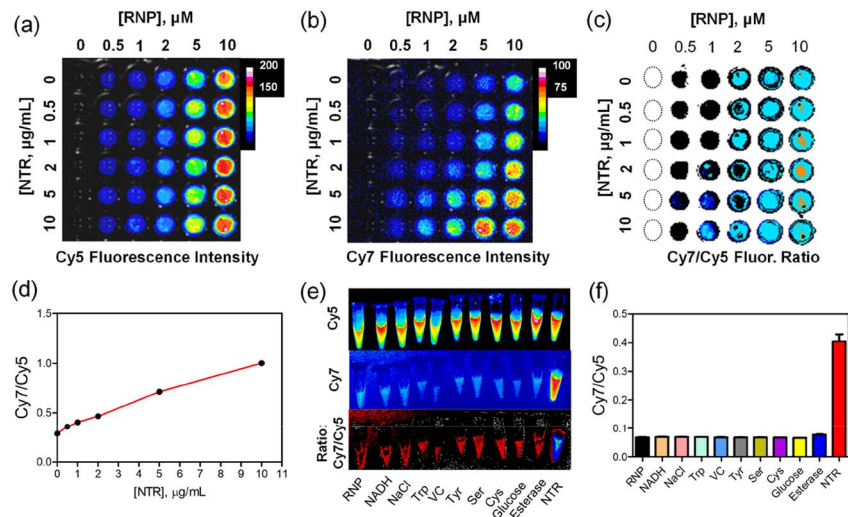 (a)
[RNP], μM
0 0.5 1 2 5 10
[NTR, μg/mL]
0
0.5
1
2
5
10
200
150
Cy5 Fluorescence Intensity
(b)
[RNP], μM
0 0.5 1 2 5 10
[NTR, μg/mL]
0
0.5
1
2
5
10
100
75
Cy7 Fluorescence Intensity
(c)
[RNP], μM
0 0.5 1 2 5 10
[NTR, μg/mL]
0
0.5
1
2
5
10
Cy7/Cy5 Fluor. Ratio
(d)
Cy7/Cy5
1.5
1.0
0.5
0.0
0 1 2 3 4 5 6 7 8 9 10 11
[NTR], μg/mL
(e)
Cy5
Cy7
Ratio:
Cy7/Cy5
RNP NADH NaCl Trp VC Tyr Ser Cys Glucose Esterase NTR
(f)
Cy7/Cy5
0.5
0.4
0.3
0.2
0.1
0.0
RNP NADH NaCl Trp VC Tyr Ser Cys Glucose Esterase NTR